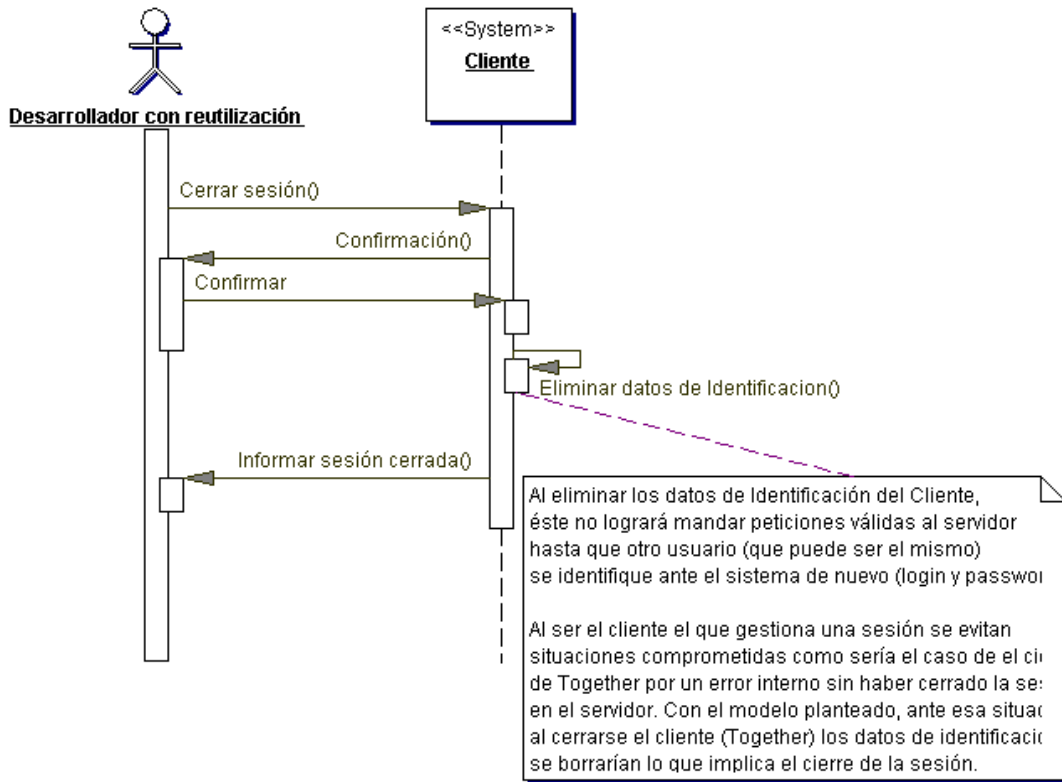 <<System>>
Cliente
Desarrollador con reutilización
Cerrar sesión()
Confirmación()
Confirmar
Eliminar datos de Identificacion()
Informar sesión cerrada()
Al eliminar los datos de Identificación del Cliente,
éste no logrará mandar peticiones válidas al servidor
hasta que otro usuario (que puede ser el mismo)
se identifique ante el sistema de nuevo (login y
Al ser el cliente el que gestiona una sesión se evitan
situaciones comprometidas como sería el caso de el
de Together por un error interno sin haber cerrado la
en el servidor. Con el modelo planteado, ante esa
al cerrarse el cliente (Together) los datos de
se borrarían lo que implica el cierre de la sesión.